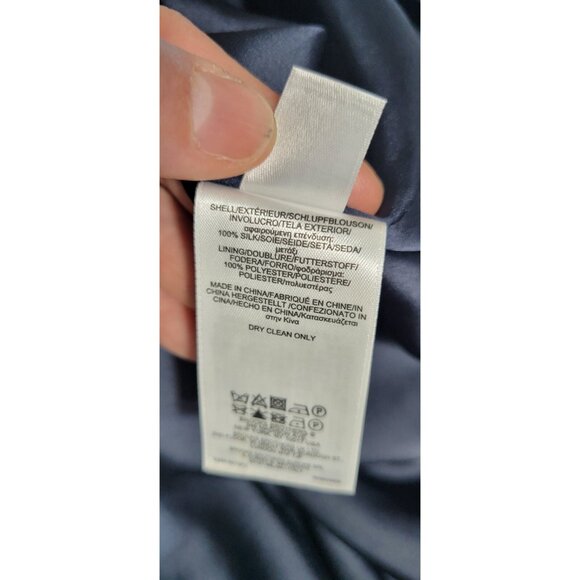 SHELL/EXTÉRIEUR/SCHLUPFBLOUSON/
INVOLUCRO/TELA EXTERIOR/
αφαιρούμενη επένδυση:
100% SILK/SOIE/SEIDE/SETA/SEDA/
μετάξι
LINING/DOUBLURE/FUTTERSTOFF/
FODERA/FORRO/φοδράρισμα:
100% POLYESTER/POLYESTER/
POLIESTER/πολυεστέρας
MADE IN CHINA/FABRIQUÉ EN CHINE/IN
CHINA HERGESTELLT /CONFEZIONATO IN
CINA/HECHO EN CHINA/Κατασκευάζεται
στην Κίνα
DRY CLEAN ONLY